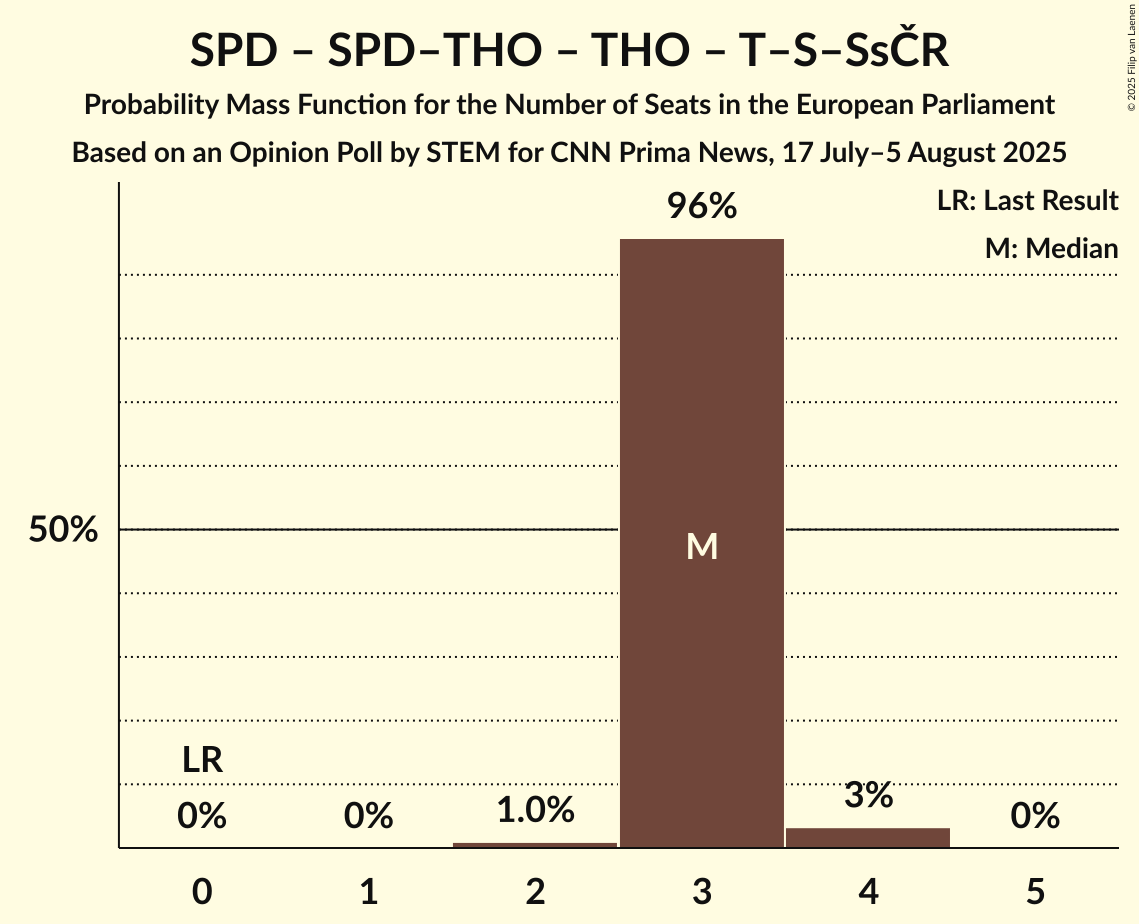 SPD – SPD–THO – THO – T–S–SsČR
Probability Mass Function for the Number of Seats in the European Parliament
Based on an Opinion Poll by STEM for CNN Prima News, 17 July–5 August 2025
© 2025 Filip van Laenen
LR: Last Result
M: Median
96%
50%
M
LR
0%
0%
1.0%
3%
0%
0
1
2
3
4
5